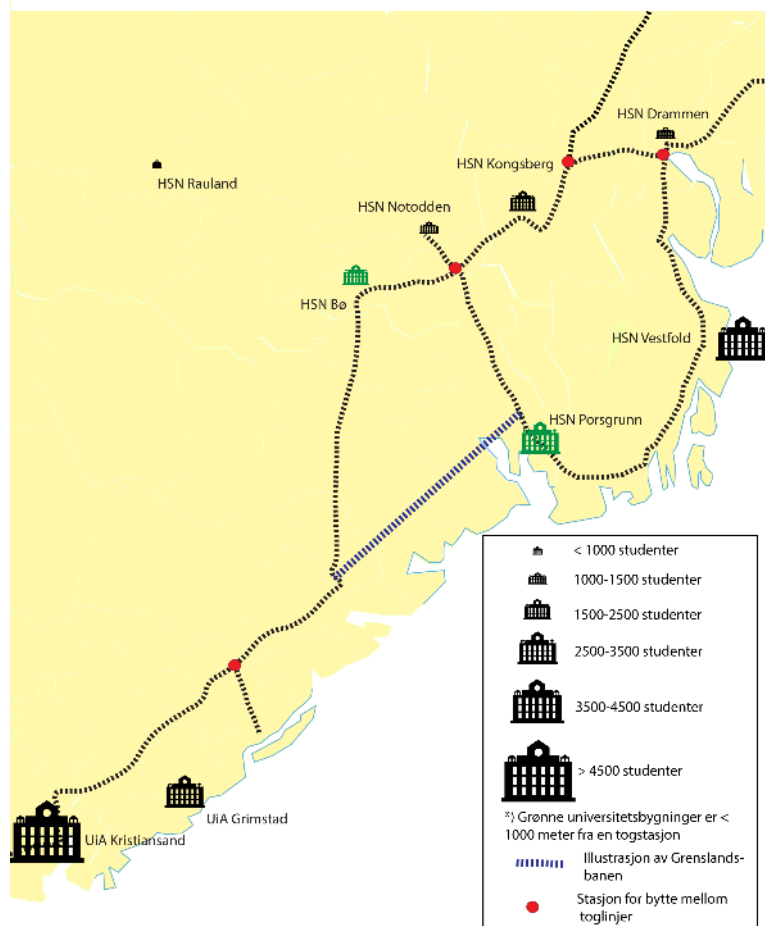 HSN Drammen
HSN Kongsberg
HSN Rauland
HSN Notodden
HSN Bø
HSN Vestfold
HSN Porsgrunn
UiA Grimstad
UiA Kristiansand
< 1000 studenter
1000-1500 studenter
1500-2500 studenter
2500-3500 studenter
3500-4500 studenter
> 4500 studenter
*) Grønne universitetsbygninger er <
1000 meter fra en togstasjon
Illustrasjon av Grenslands-
banen
Stasjon for bytte mellom
toglinjer